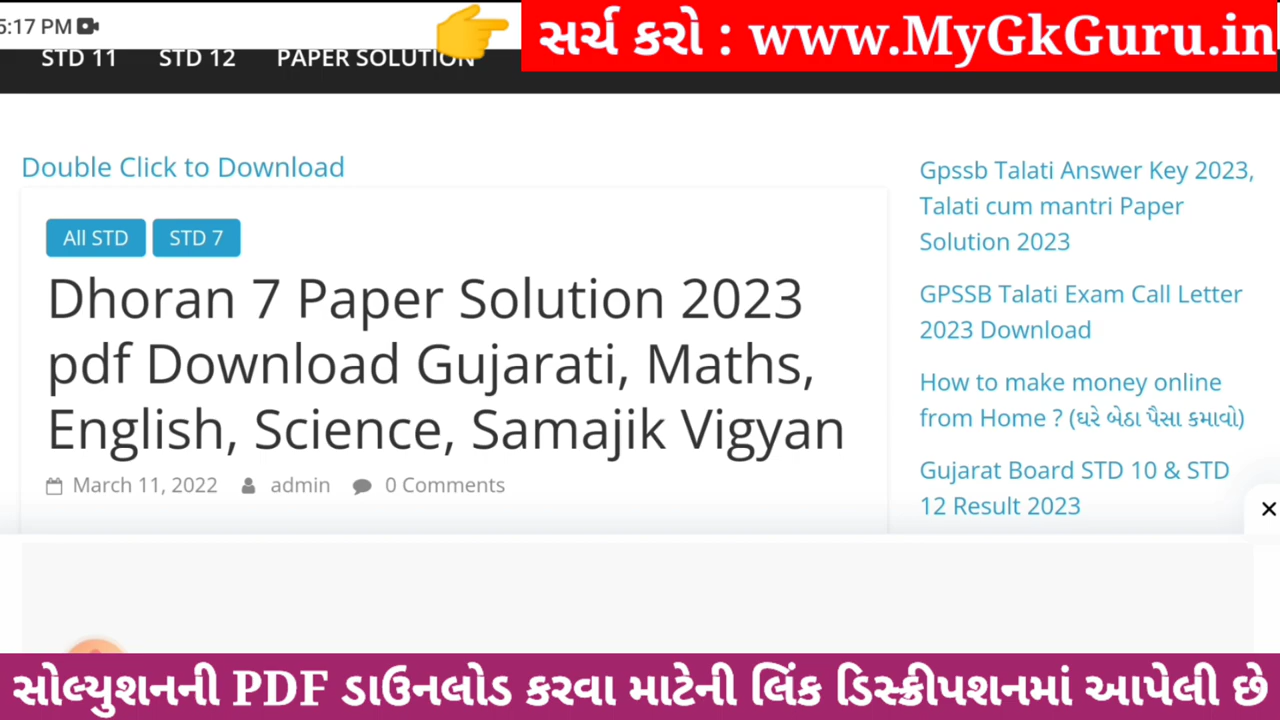 5:17 PM
સર્ચ કરો : www.MyGkGuru.in
STD 11 STD 12 PAPER SOLUTION
Double Click to Download
All STD STD 7
Dhoran 7 Paper Solution 2023
pdf Download Gujarati, Maths,
English, Science, Samajik Vigyan
March 11, 2022 admin 0 Comments
Gpssb Talati Answer Key 2023,
Talati cum mantri Paper
Solution 2023
GPSSB Talati Exam Call Letter
2023 Download
How to make money online
from Home ? (ઘરે બેઠા પૈસા કમાવો)
Gujarat Board STD 10 & STD
12 Result 2023
સોલ્યુશનની PDF ડાઉનલોડ કરવા માટેની લિંક ડિસ્ક્રીપશનમાં આપેલી છે